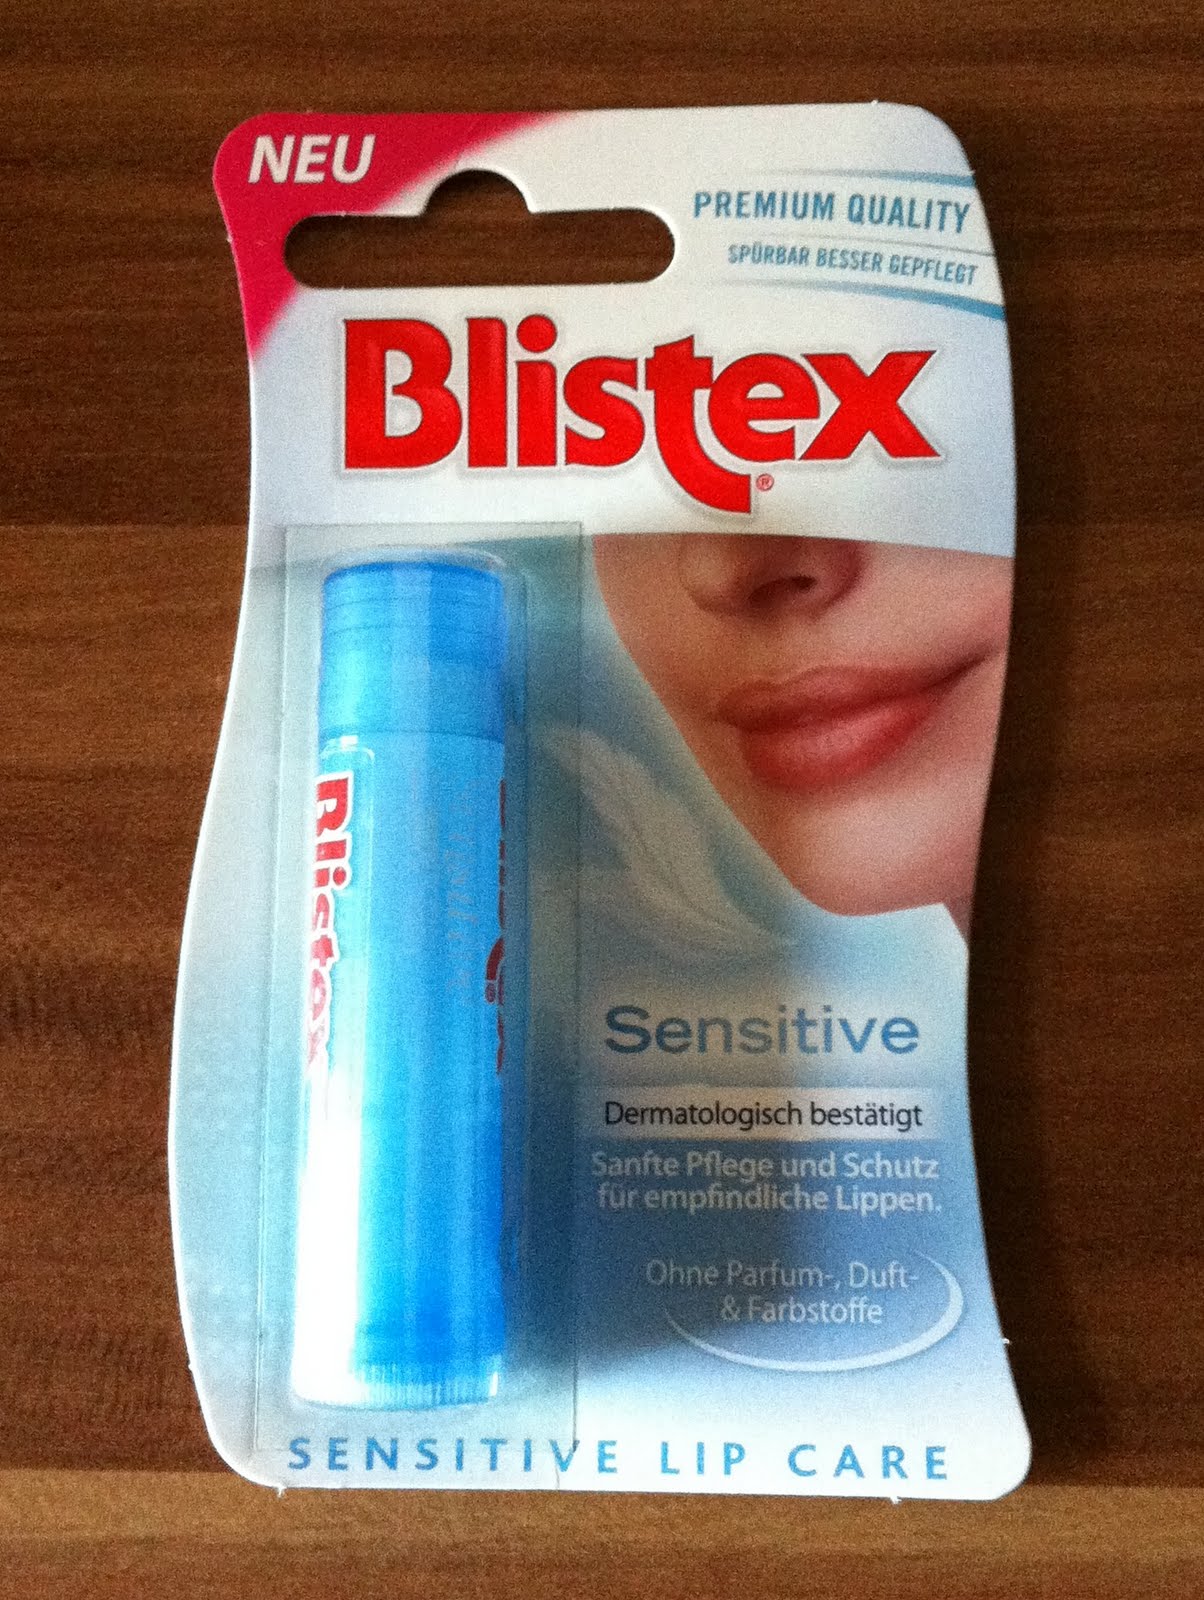 NEU
PREMIUM QUALITY
SPÜRBAR BESSER GEPFLEGT
Blistex®
Blistex
Sensitive
Dermatologisch bestätigt
Sanfte Pflege und Schutz
für empfindliche Lippen.
Ohne Parfum-, Duft-
& Farbstoffe
SENSITIVE LIP CARE